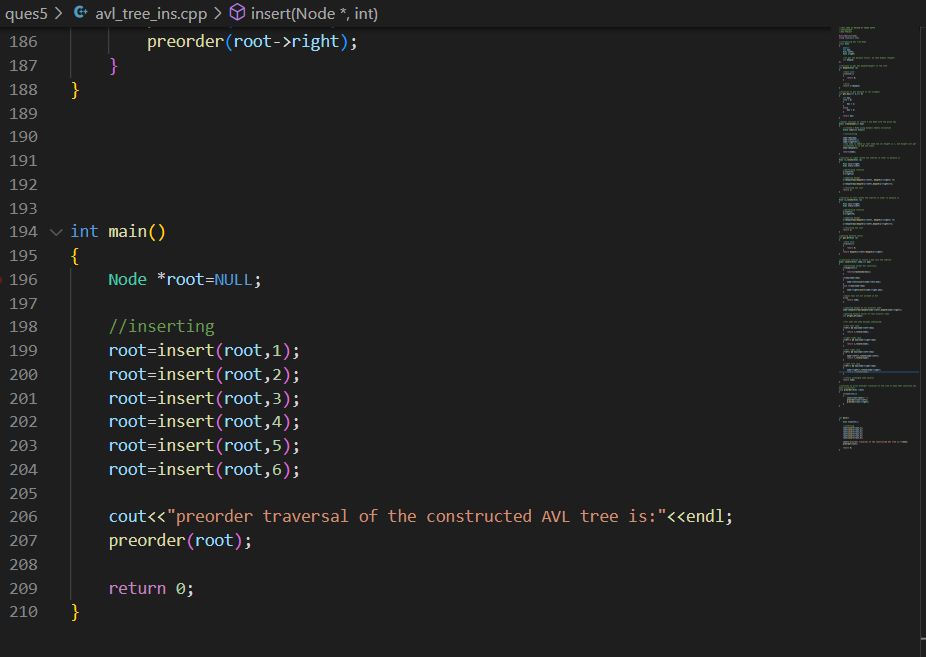 ques5 > avl_tree_ins.cpp > insert(Node *, int)
186 preorder(root->right);
187 }
188 }
189
190
191
192
193
194 int main()
195 {
196 Node *root=NULL;
197
198 //inserting
199 root=insert(root,1);
200 root=insert(root,2);
201 root=insert(root,3);
202 root=insert(root,4);
203 root=insert(root,5);
204 root=insert(root,6);
205
206 cout<<"preorder traversal of the constructed AVL tree is:"<<endl;
207 preorder(root);
208
209 return 0;
210 }